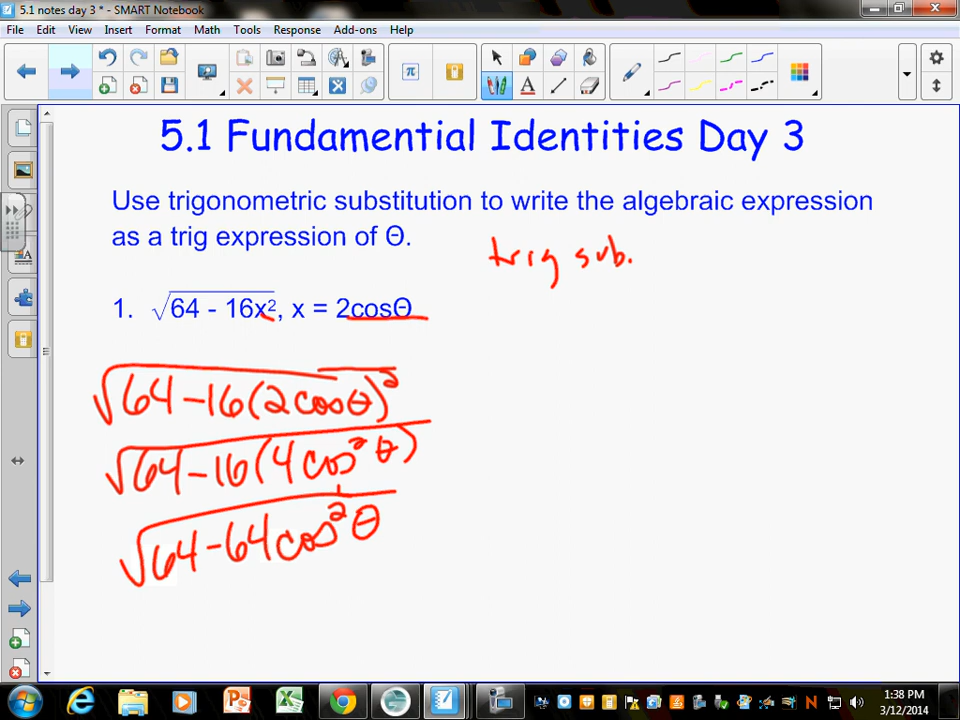 5.1 notes day 3 * - SMART Notebook
File Edit View Insert Format Math Tools Response Add-ons Help
5.1 Fundamential Identities Day 3
Use trigonometric substitution to write the algebraic expression
as a trig expression of Θ.
trig sub.
1. √64 - 16x², x = 2cosΘ
√64-16(2cosθ)²
√64-16(4cos²θ)
√64-64cos²θ
1:38 PM
3/12/2014